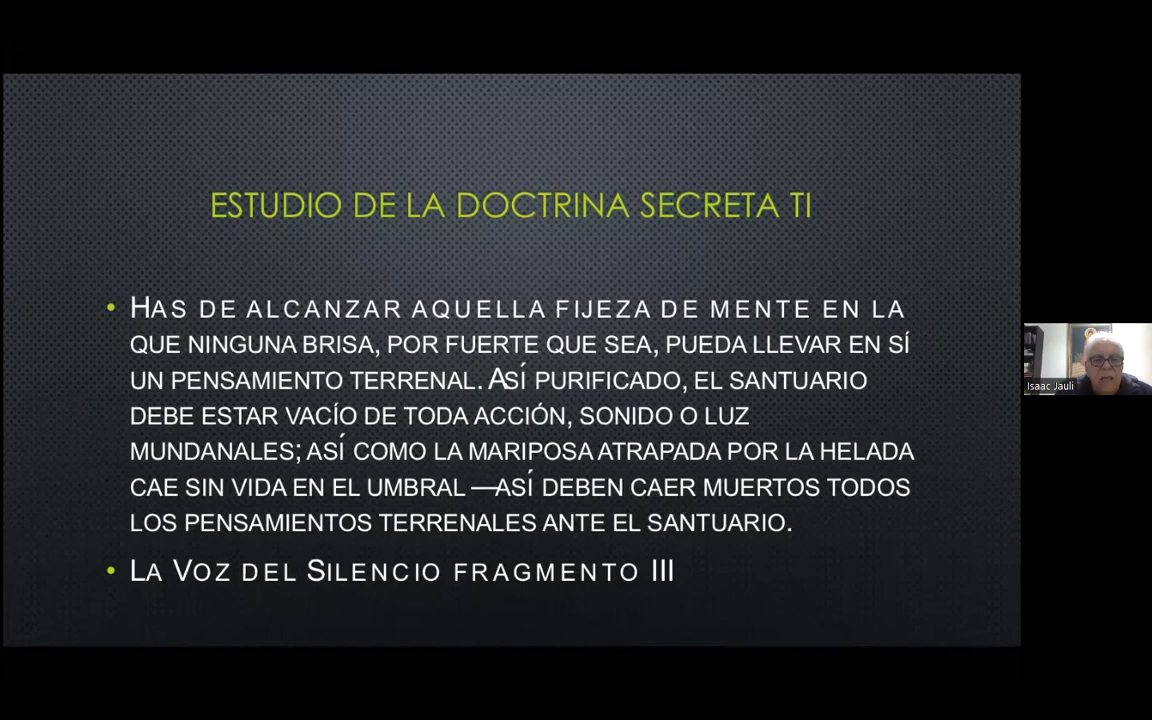 ESTUDIO DE LA DOCTRINA SECRETA TI
• HAS DE ALCANZAR AQUELLA FIJEZA DE MENTE EN LA
QUE NINGUNA BRISA, POR FUERTE QUE SEA, PUEDA LLEVAR EN SÍ
UN PENSAMIENTO TERRENAL. ASÍ PURIFICADO, EL SANTUARIO
DEBE ESTAR VACÍO DE TODA ACCIÓN, SONIDO O LUZ
MUNDANALES; ASÍ COMO LA MARIPOSA ATRAPADA POR LA HELADA
CAE SIN VIDA EN EL UMBRAL —ASÍ DEBEN CAER MUERTOS TODOS
LOS PENSAMIENTOS TERRENALES ANTE EL SANTUARIO.
• LA VOZ DEL SILENCIO FRAGMENTO III
Isaac Jauli